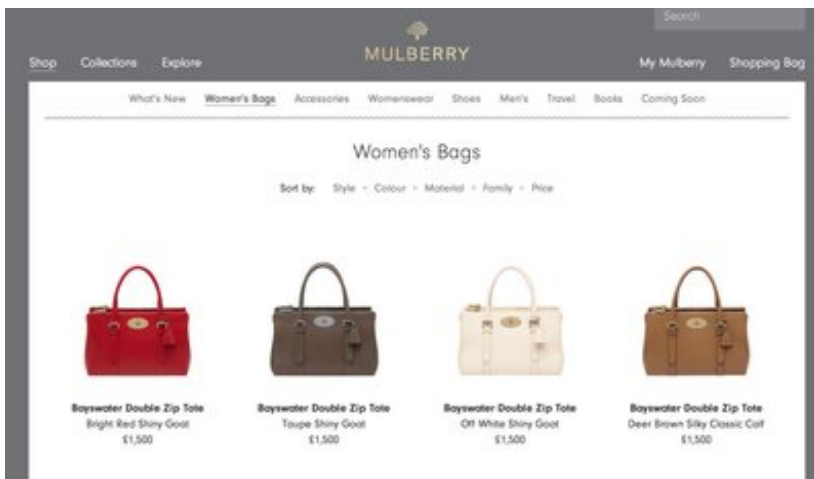 Search
MULBERRY
Shop Collections Explore
My Mulberry Shopping Bag
What's New Women's Bags Accessories Womenswear Shoes Men's Travel Books Coming Soon
Women's Bags
Sort by: Style Colour Material Family Price
Bayswater Double Zip Tote
Bright Red Shiny Goat
£1,500
Bayswater Double Zip Tote
Taupe Shiny Goat
£1,500
Bayswater Double Zip Tote
Off White Shiny Goat
£1,500
Bayswater Double Zip Tote
Deer Brown Silky Classic Calf
£1,500